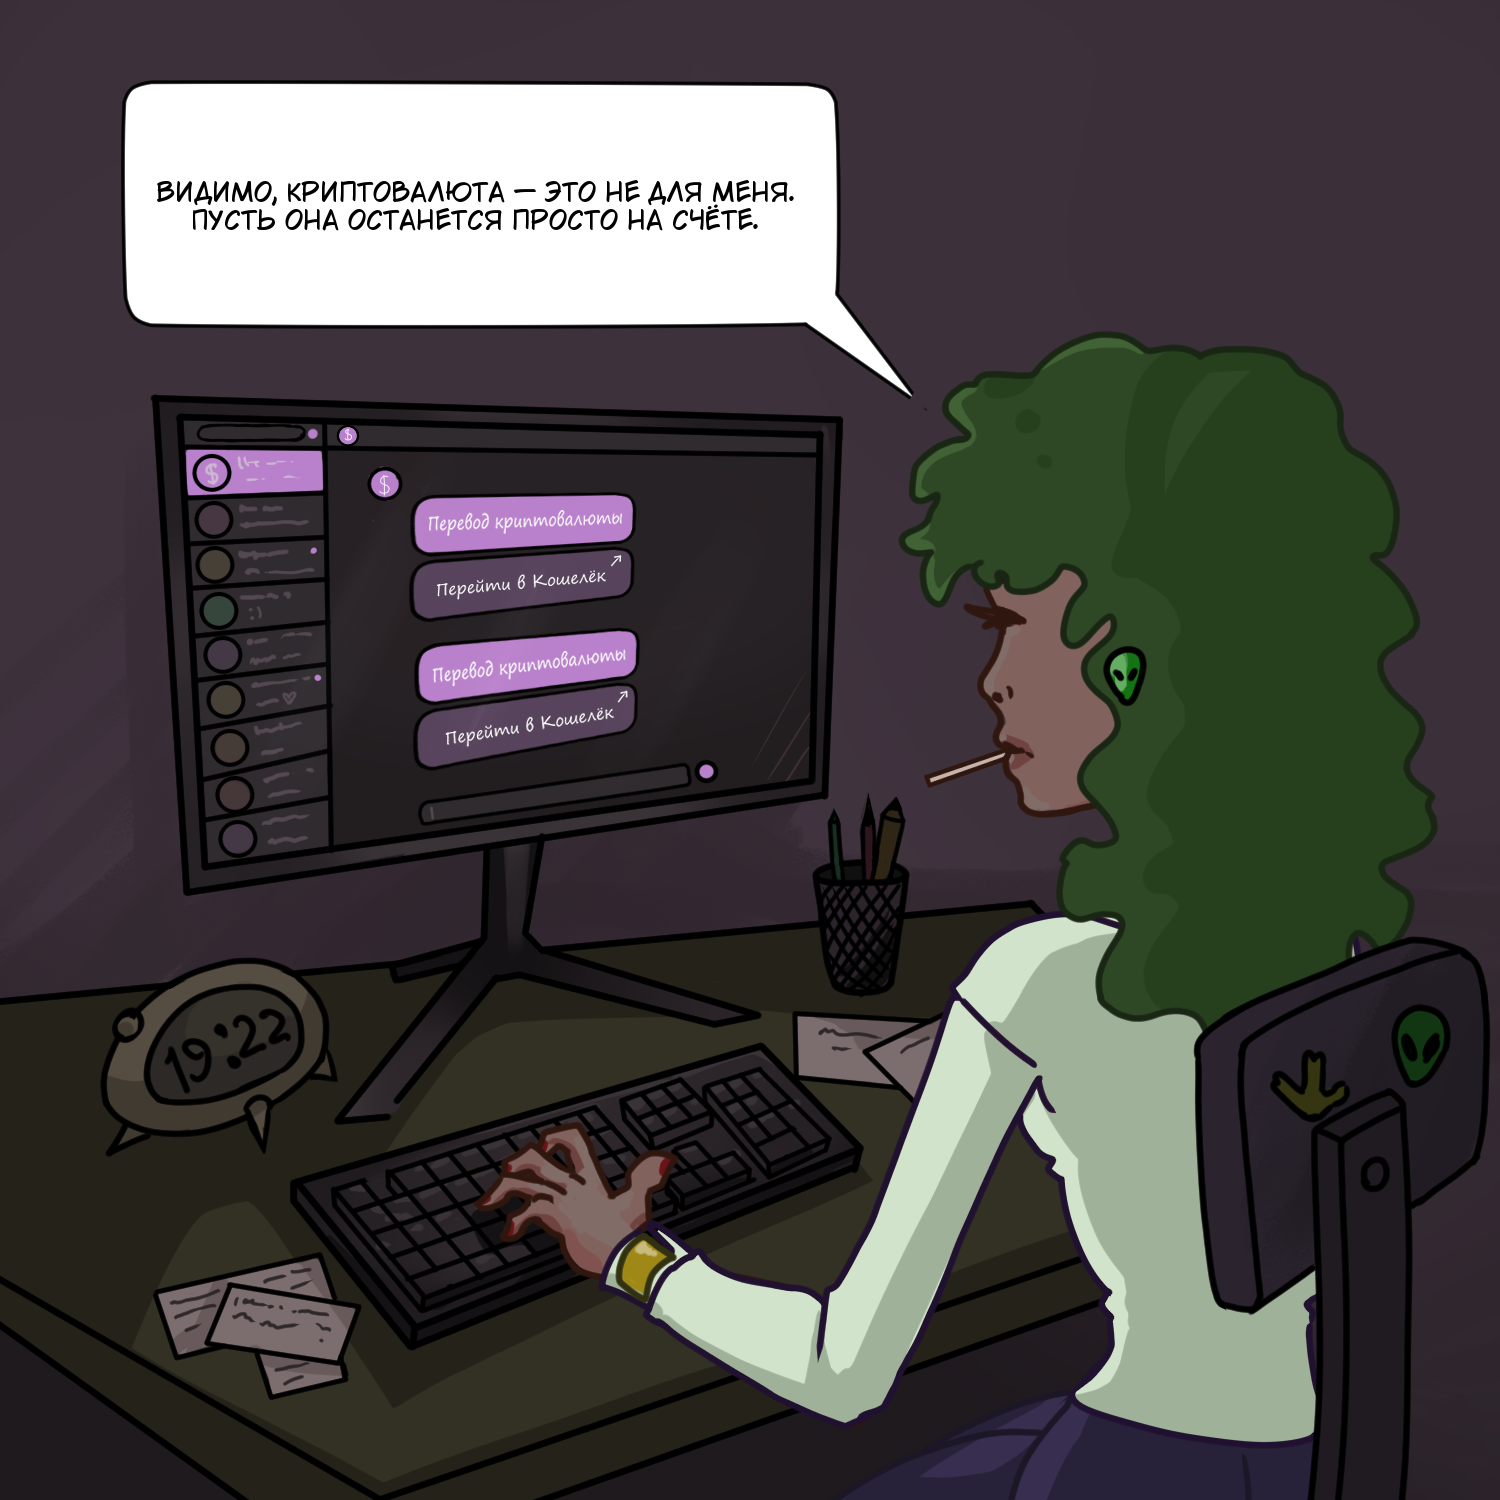 ВИДИМО, КРИПТОВАЛЮТА — ЭТО НЕ ДЛЯ МЕНЯ.
ПУСТЬ ОНА ОСТАНЕТСЯ ПРОСТО НА СЧЁТЕ.
$
$
$
Перевод криптовалюты
Перейти в Кошелёк
:)
Перевод криптовалюты
Перейти в Кошелёк
19:22